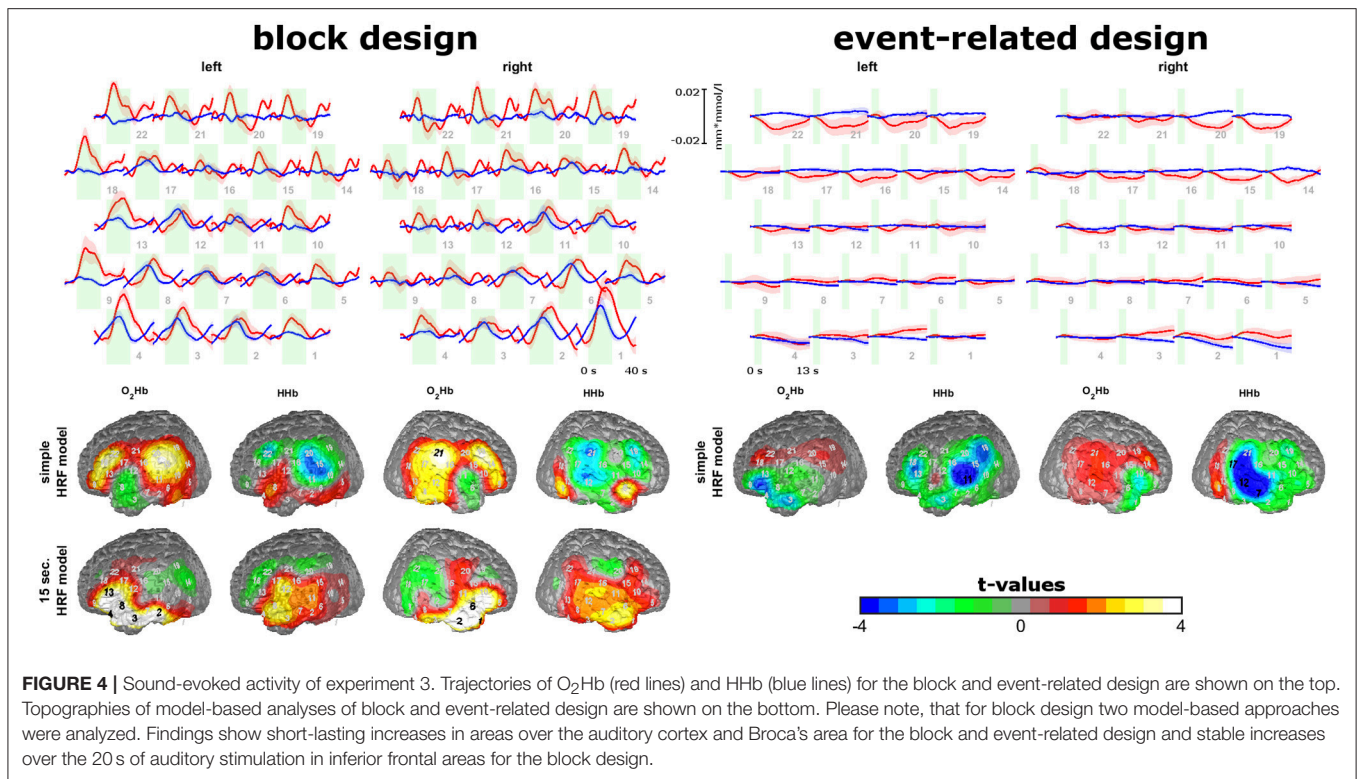 block design
event-related design
left
right
left
right
0.02
-0.02
mm*mmol/l
22 21 20 19
22 21 20 19
22 21 20 19
22 21 20 19
18 17 16 15 14
18 17 16 15 14
18 17 16 15 14
18 17 16 15 14
13 12 11 10
13 12 11 10
13 12 11 10
13 12 11 10
9 8 7 6 5
9 8 7 6 5
9 8 7 6 5
9 8 7 6 5
4 3 2 1
4 3 2 1
4 3 2 1
4 3 2 1
0 s 40 s
0 s 13 s
O₂Hb HHb O₂Hb HHb
O₂Hb HHb O₂Hb HHb
simple
HRF model
simple
HRF model
15 sec.
HRF model
t-values
-4 0 4
FIGURE 4 | Sound-evoked activity of experiment 3. Trajectories of O₂Hb (red lines) and HHb (blue lines) for the block and event-related design are shown on the top.
Topographies of model-based analyses of block and event-related design are shown on the bottom. Please note, that for block design two model-based approaches
were analyzed. Findings show short-lasting increases in areas over the auditory cortex and Broca's area for the block and event-related design and stable increases
over the 20 s of auditory stimulation in inferior frontal areas for the block design.